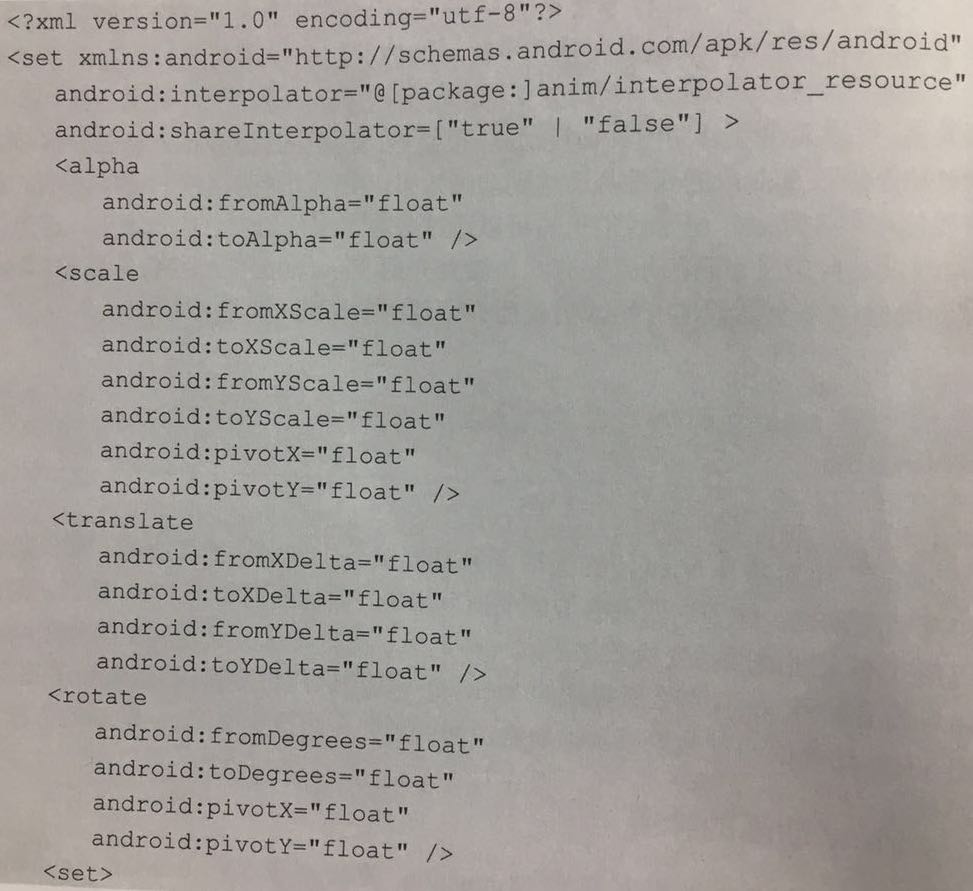 <?xml version="1.0" encoding="utf-8"?>
<set xmlns:android="http://schemas.android.com/apk/res/android"
android:interpolator="@[package:]anim/interpolator_resource"
android:shareInterpolator=["true" | "false"] >
<alpha
android:fromAlpha="float"
android:toAlpha="float" />
<scale
android:fromXScale="float"
android:toXScale="float"
android:fromYScale="float"
android:toYScale="float"
android:pivotX="float"
android:pivotY="float" />
<translate
android:fromXDelta="float"
android:toXDelta="float"
android:fromYDelta="float"
android:toYDelta="float" />
<rotate
android:fromDegrees="float"
android:toDegrees="float"
android:pivotX="float"
android:pivotY="float" />
<set>